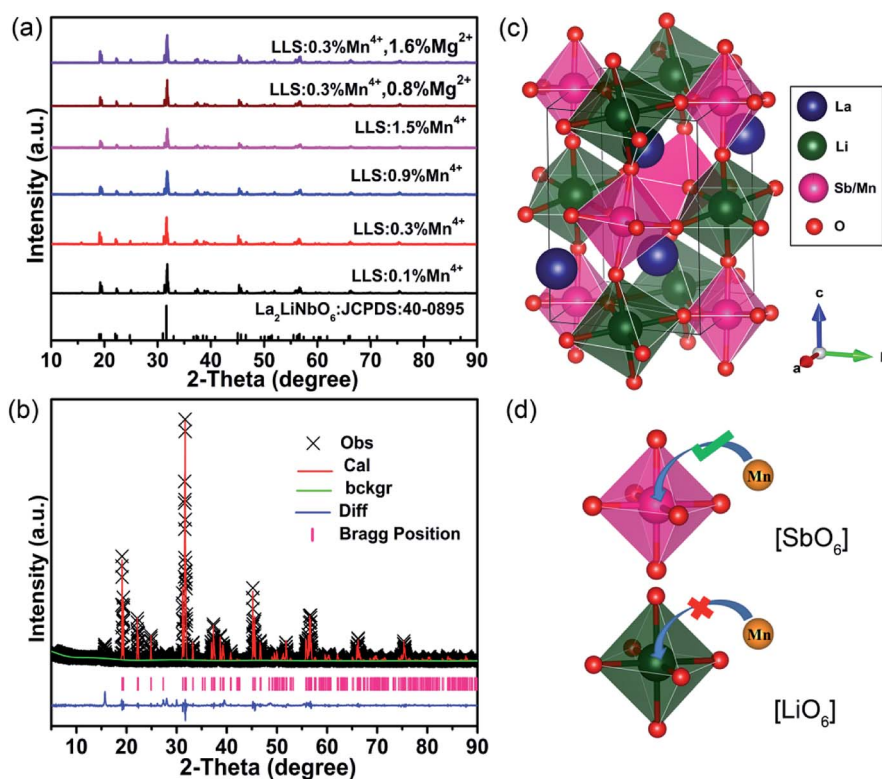 (a)
LLS:0.3%Mn⁴⁺,1.6%Mg²⁺
LLS:0.3%Mn⁴⁺,0.8%Mg²⁺
LLS:1.5%Mn⁴⁺
LLS:0.9%Mn⁴⁺
LLS:0.3%Mn⁴⁺
LLS:0.1%Mn⁴⁺
La₂LiNbO₆:JCPDS:40-0895
Intensity (a.u.)
10 20 30 40 50 60 70 80 90
2-Theta (degree)
(b)
Obs
Cal
bckgr
Diff
Bragg Position
Intensity (a.u.)
10 20 30 40 50 60 70 80 90
2-Theta (degree)
(c)
La
Li
Sb/Mn
O
c
a
(d)
Mn
[SbO₆]
Mn
[LiO₆]